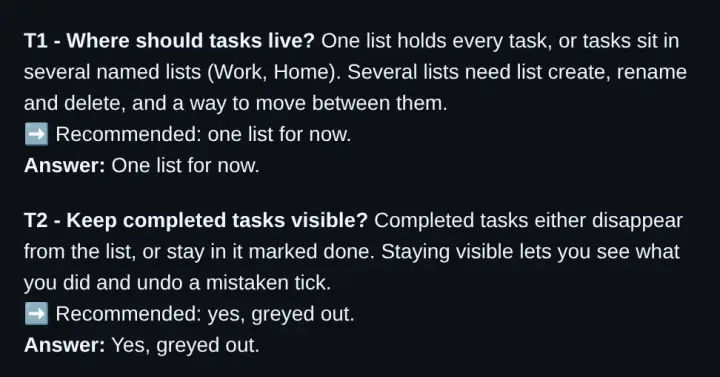 T1 - Where should tasks live? One list holds every task, or tasks sit in
several named lists (Work, Home). Several lists need list create, rename
and delete, and a way to move between them.
➡️ Recommended: one list for now.
Answer: One list for now.
T2 - Keep completed tasks visible? Completed tasks either disappear
from the list, or stay in it marked done. Staying visible lets you see what
you did and undo a mistaken tick.
➡️ Recommended: yes, greyed out.
Answer: Yes, greyed out.